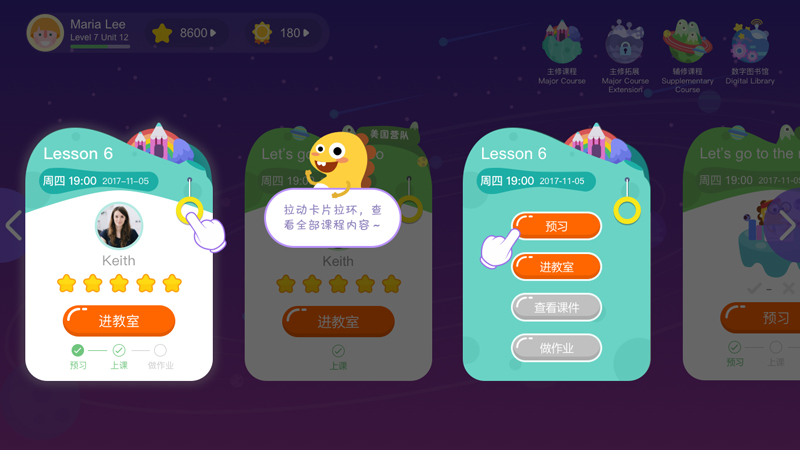 Maria Lee
Level 7 Unit 12
8600
180
主修课程
Major Course
主修拓展
Major Course
Extension
辅修课程
Supplementary
Course
数字图书馆
Digital Library
Lesson 6
周四 19:00 2017-11-05
Keith
进教室
预习
上课
做作业
美国营队
Let's go
周四 19:0
拉动卡片拉环，查
看全部课程内容~
Keith
进教室
上课
Lesson 6
周四 19:00 2017-11-05
预习
进教室
查看课件
做作业
Let's go to the
周四 19:00 2017-11-05
预习
预习
上课